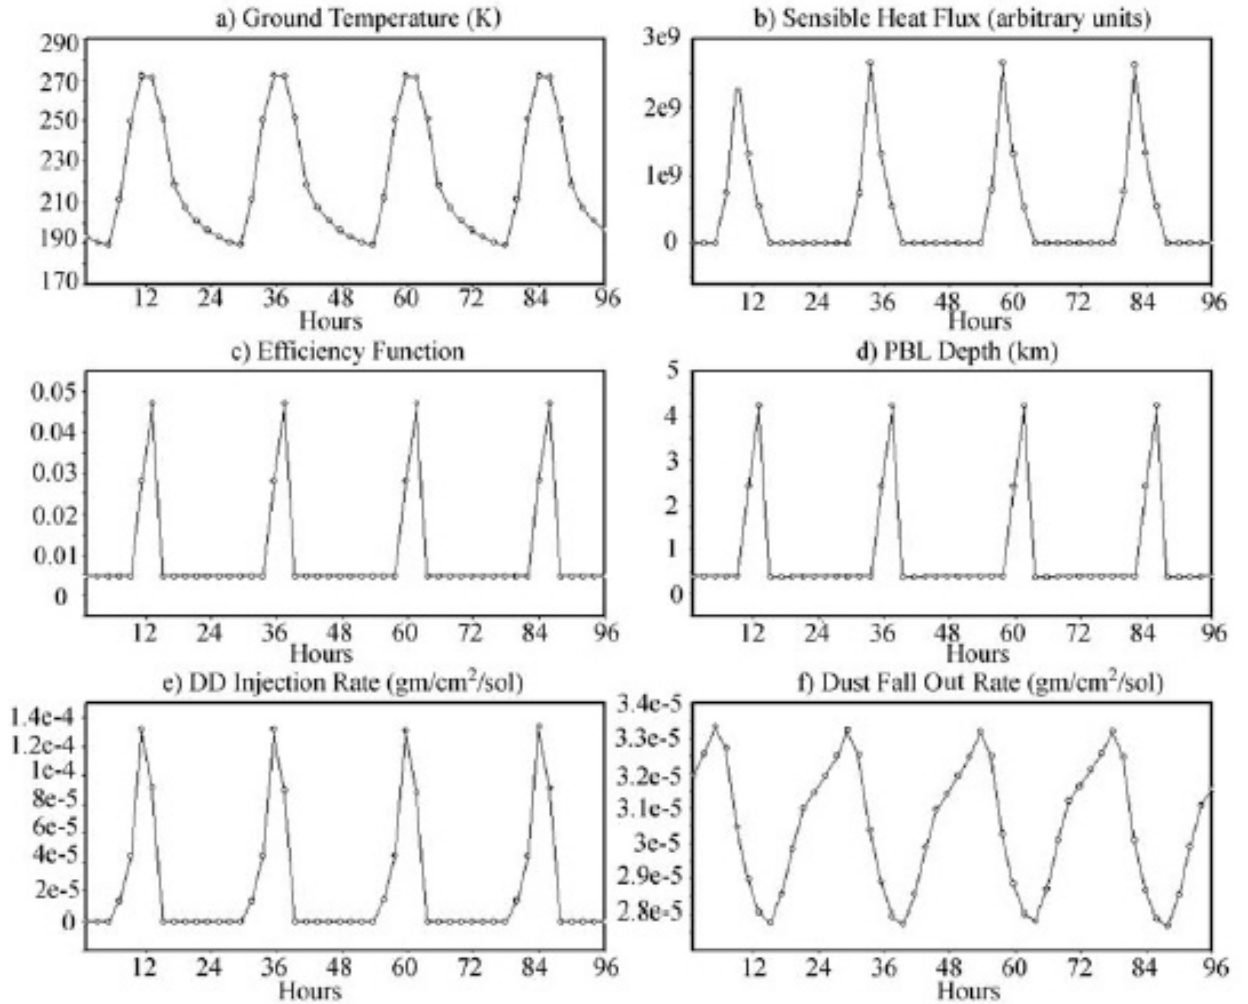 a) Ground Temperature (K)
290
270
250
230
210
190
170
12 24 36 48 60 72 84 96
Hours
b) Sensible Heat Flux (arbitrary units)
3e9
2e9
1e9
0
12 24 36 48 60 72 84 96
Hours
c) Efficiency Function
0.05
0.04
0.03
0.02
0.01
0
12 24 36 48 60 72 84 96
Hours
d) PBL Depth (km)
5
4
3
2
1
0
12 24 36 48 60 72 84 96
Hours
e) DD Injection Rate (gm/cm²/sol)
1.4e-4
1.2e-4
1e-4
8e-5
6e-5
4e-5
2e-5
0
12 24 36 48 60 72 84 96
Hours
f) Dust Fall Out Rate (gm/cm²/sol)
3.4e-5
3.3e-5
3.2e-5
3.1e-5
3e-5
2.9e-5
2.8e-5
12 24 36 48 60 72 84 96
Hours